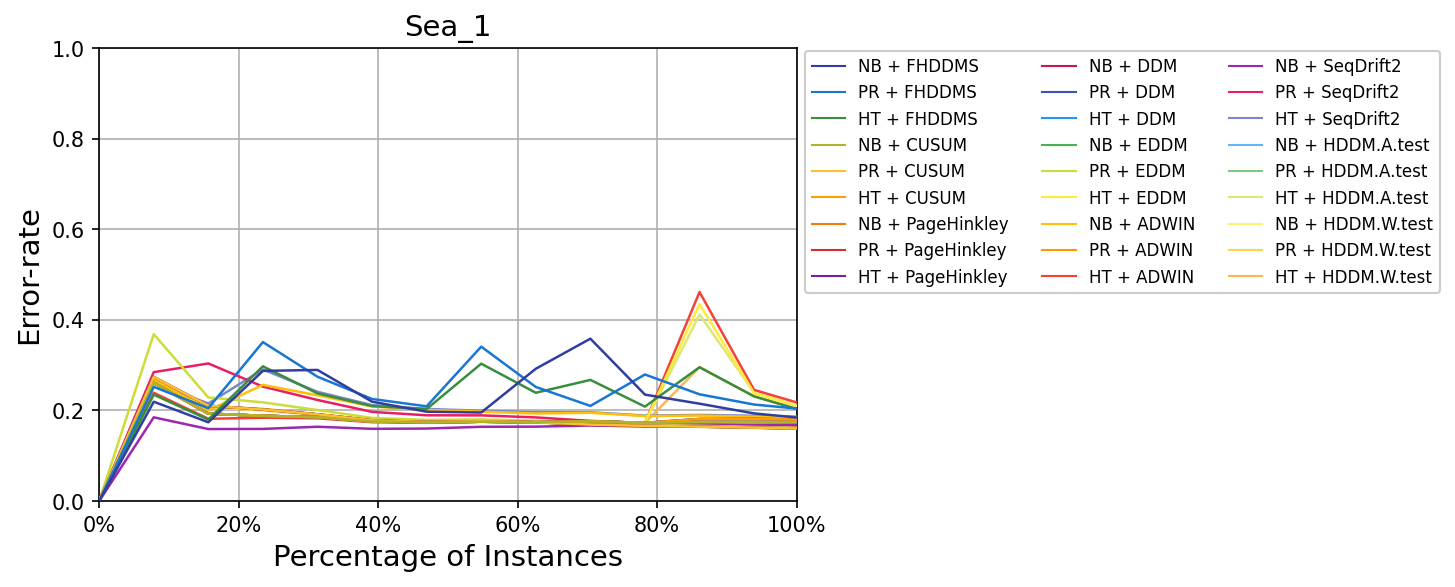 Sea_1
1.0
0.8
0.6
0.4
0.2
0.0
Error-rate
0%
20%
40%
60%
80%
100%
Percentage of Instances
NB + FHDDMS
PR + FHDDMS
HT + FHDDMS
NB + CUSUM
PR + CUSUM
HT + CUSUM
NB + PageHinkley
PR + PageHinkley
HT + PageHinkley
NB + DDM
PR + DDM
HT + DDM
NB + EDDM
PR + EDDM
HT + EDDM
NB + ADWIN
PR + ADWIN
HT + ADWIN
NB + SeqDrift2
PR + SeqDrift2
HT + SeqDrift2
NB + HDDM.A.test
PR + HDDM.A.test
HT + HDDM.A.test
NB + HDDM.W.test
PR + HDDM.W.test
HT + HDDM.W.test